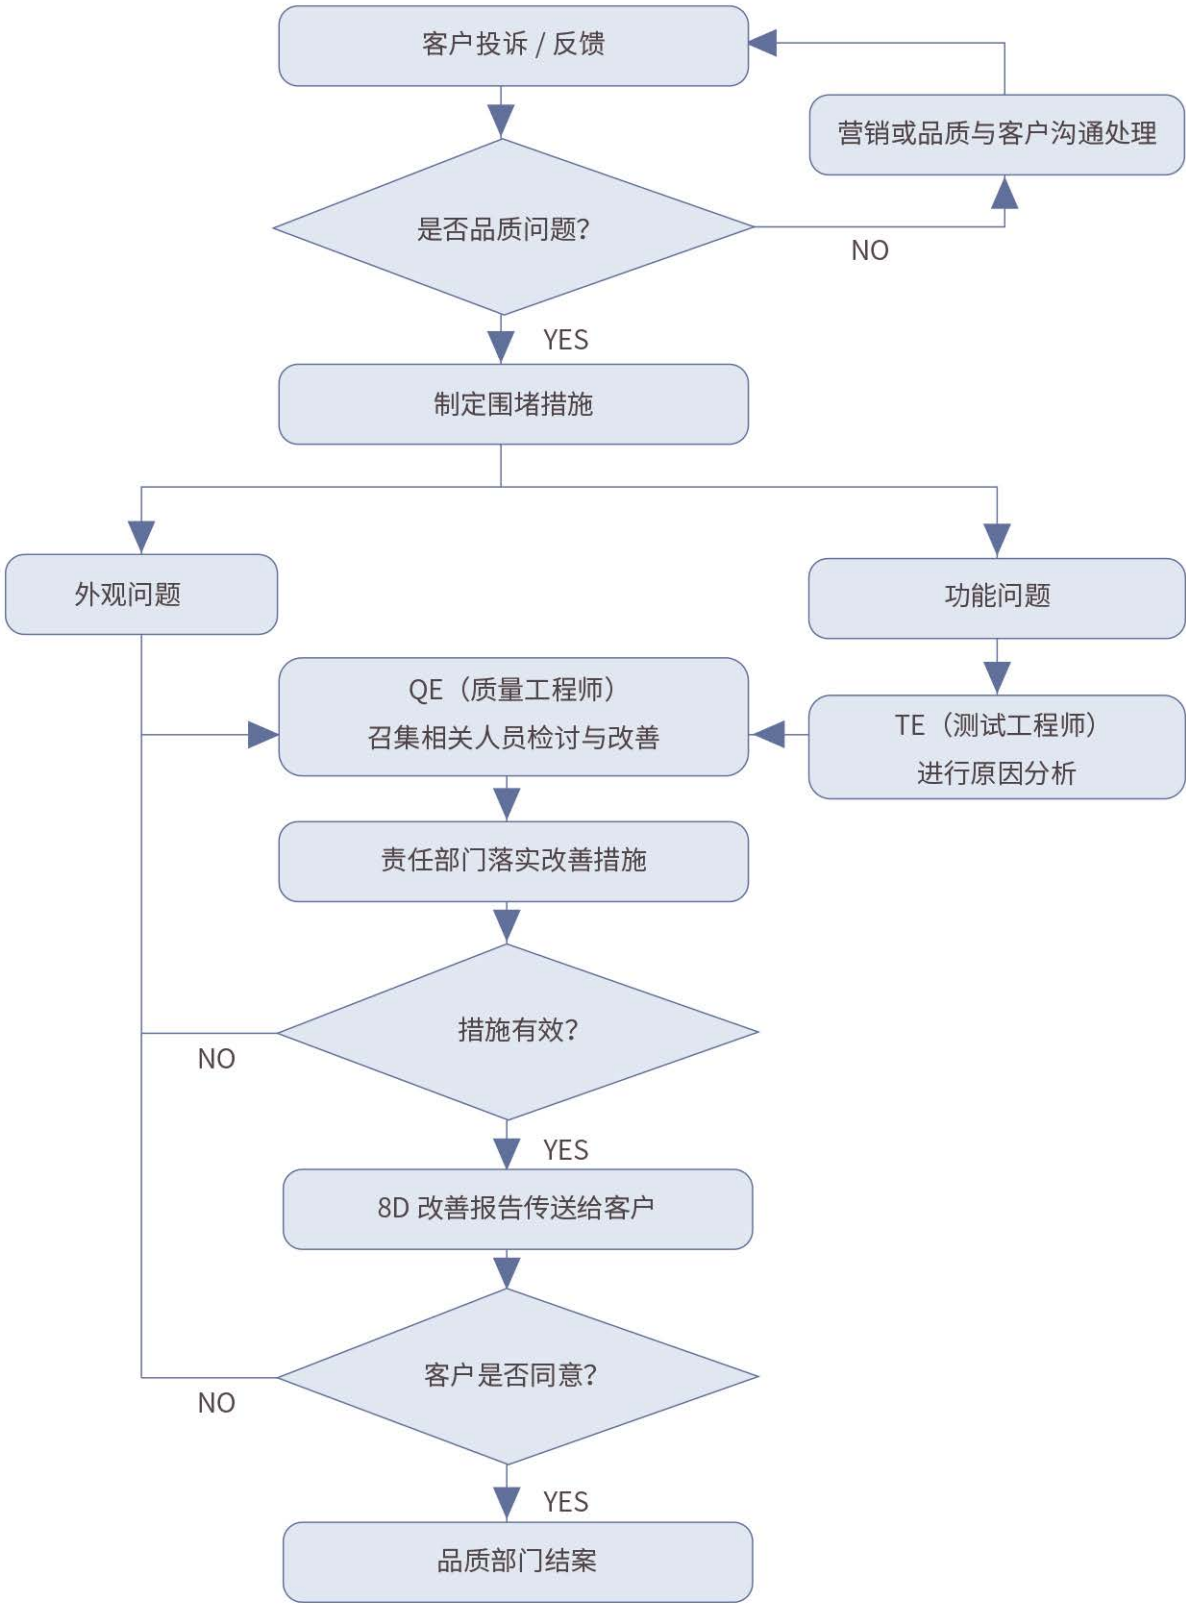 客户投诉 / 反馈
营销或品质与客户沟通处理
是否品质问题?
NO
YES
制定围堵措施
外观问题
功能问题
QE（质量工程师）
召集相关人员检讨与改善
TE（测试工程师）
进行原因分析
责任部门落实改善措施
措施有效?
NO
YES
8D 改善报告传送给客户
客户是否同意?
NO
YES
品质部门结案